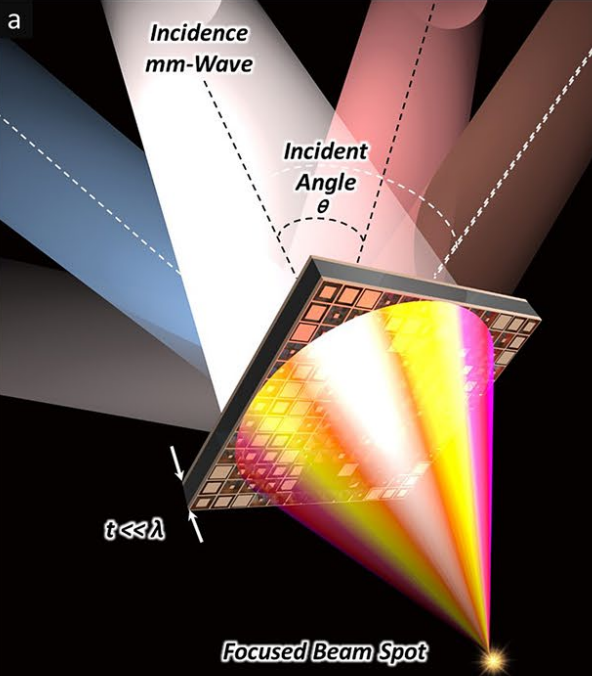 a
Incidence
mm-Wave
Incident
Angle
θ
t << λ
Focused Beam Spot